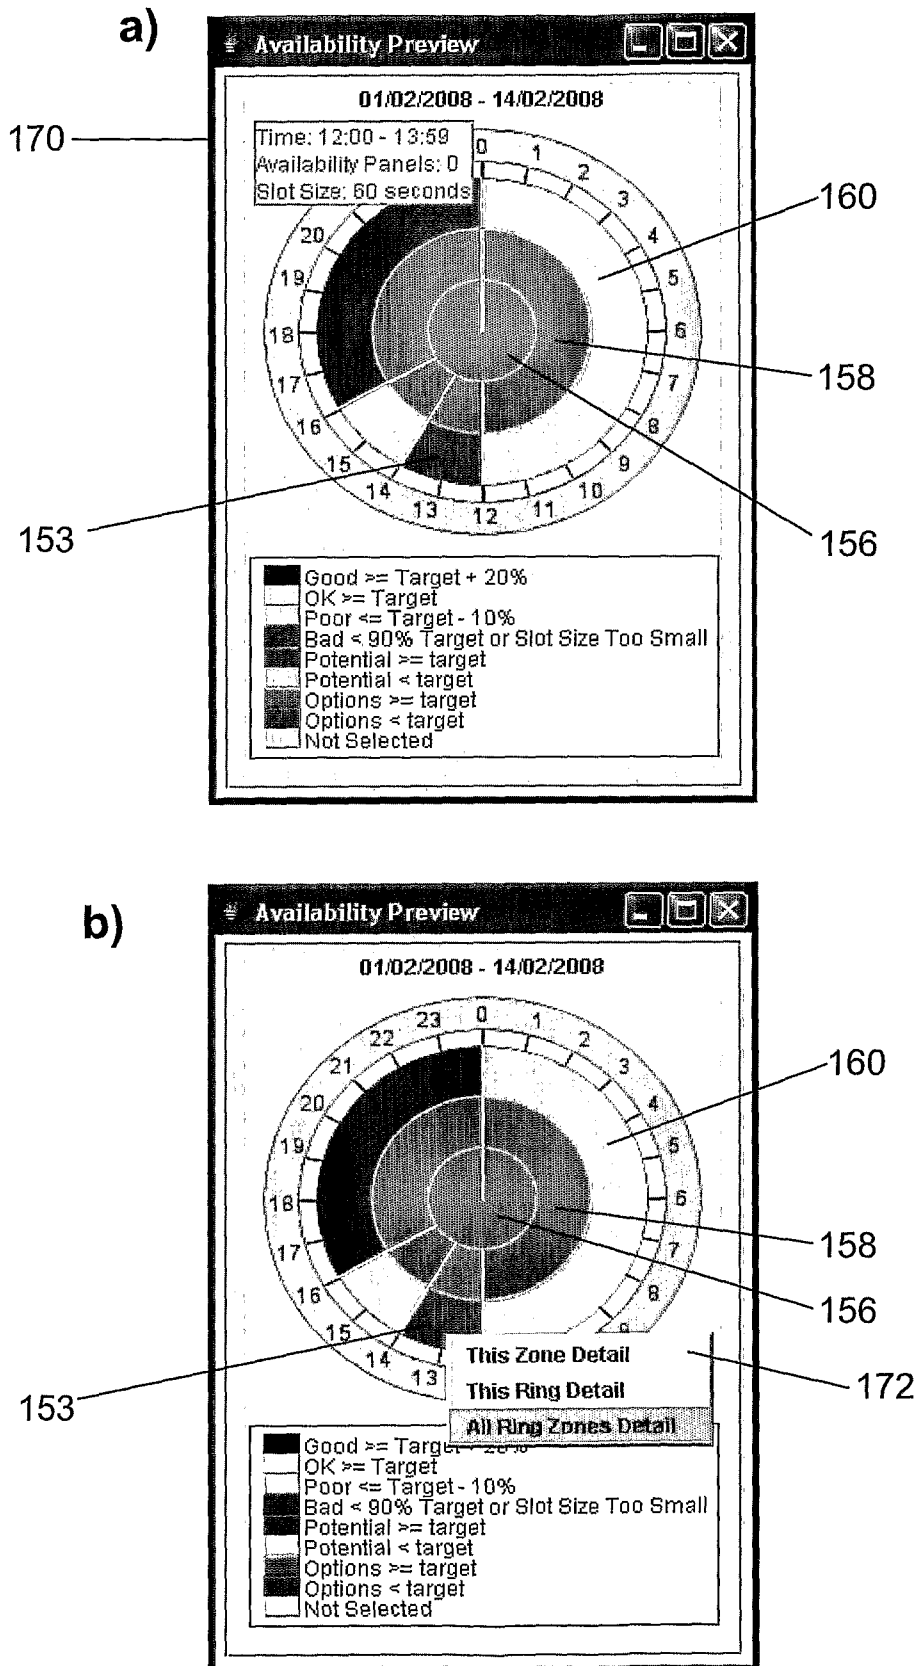 a)
Availability Preview
01/02/2008 - 14/02/2008
170
Time: 12:00 - 13:59
Availability Panels: 0
Slot Size: 60 seconds
0
1
2
3
4
5
6
7
8
9
10
11
12
13
14
15
16
17
18
19
20
160
158
156
153
Good >= Target + 20%
OK >= Target
Poor <= Target - 10%
Bad < 90% Target or Slot Size Too Small
Potential >= target
Potential < target
Options >= target
Options < target
Not Selected
b)
Availability Preview
01/02/2008 - 14/02/2008
0
1
2
3
4
5
6
7
8
9
13
14
15
16
17
18
19
20
21
22
23
160
158
156
153
This Zone Detail
This Ring Detail
All Ring Zones Detail
172
Good >= Target + 20%
OK >= Target
Poor <= Target - 10%
Bad < 90% Target or Slot Size Too Small
Potential >= target
Potential < target
Options >= target
Options < target
Not Selected